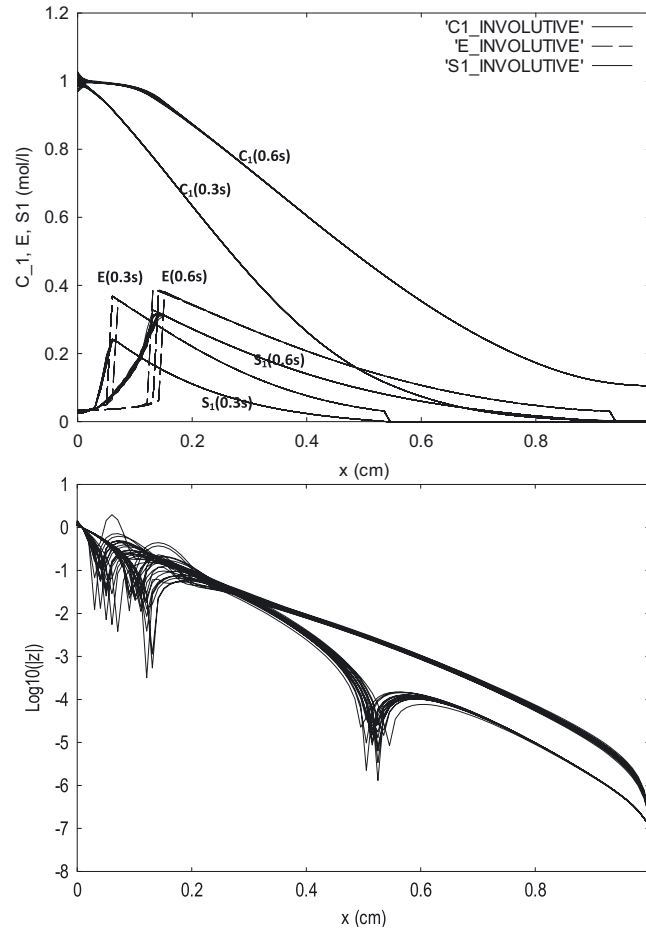 1.2
1
0.8
0.6
0.4
0.2
0
C_1, E, S1 (mol/l)
'C1_INVOLUTIVE'
'E_INVOLUTIVE'
'S1_INVOLUTIVE'
C₁(0.6s)
C₁(0.3s)
E(0.3s)
E(0.6s)
S₁(0.6s)
S₁(0.3s)
0 0.2 0.4 0.6 0.8
x (cm)
1
0
-1
-2
-3
-4
-5
-6
-7
-8
Log10(|z|)
0 0.2 0.4 0.6 0.8
x (cm)